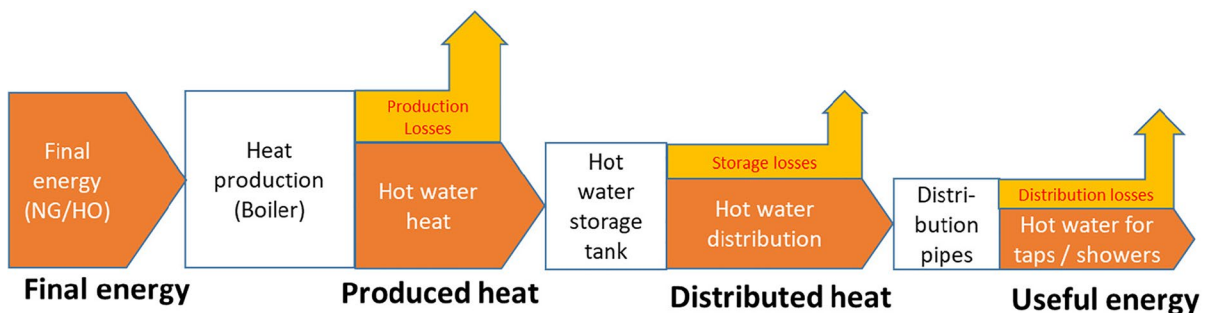 Final
energy
(NG/HO)
Heat
production
(Boiler)
Production
Losses
Hot water
heat
Hot
water
storage
tank
Storage losses
Hot water
distribution
Distri-
bution
pipes
Distribution losses
Hot water for
taps / showers
Final energy
Produced heat
Distributed heat
Useful energy